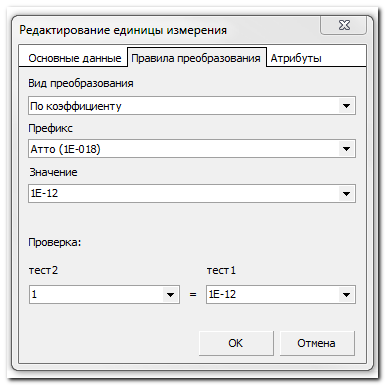 Редактирование единицы измерения
Основные данные Правила преобразования Атрибуты
Вид преобразования
По коэффициенту
Префикс
Атто (1E-018)
Значение
1E-12
Проверка:
тест2 тест1
1 = 1E-12
OK Отмена